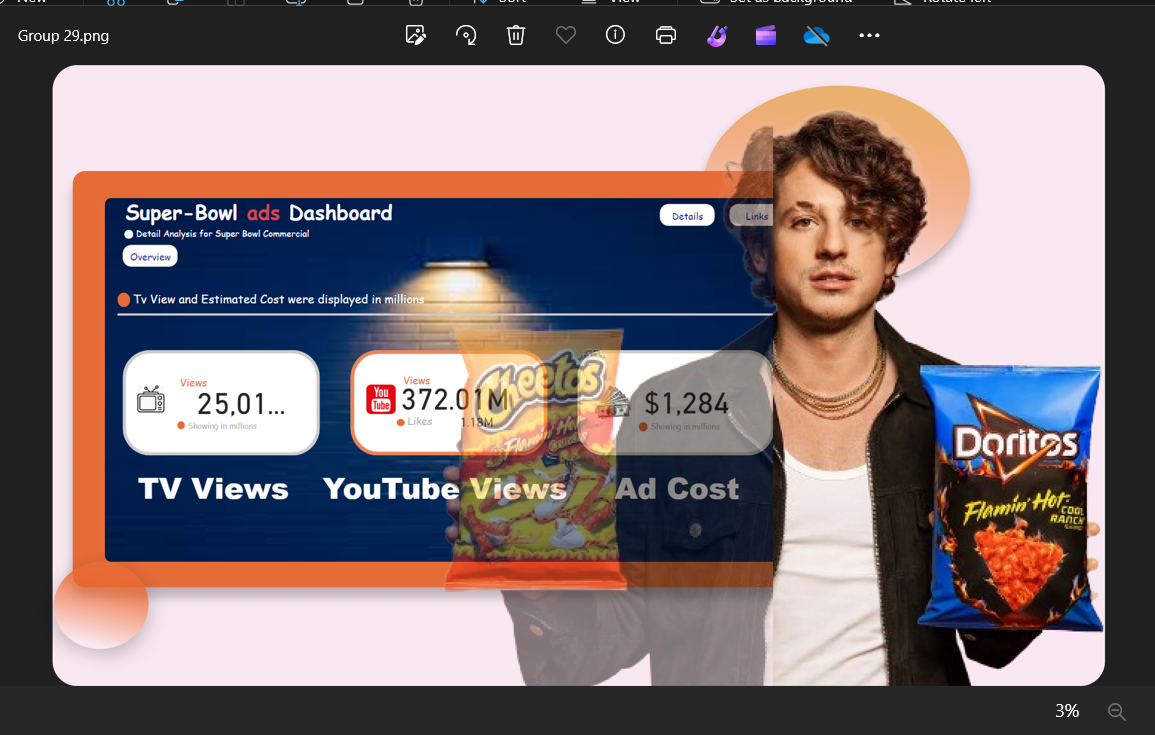 New
Sort
View
Set as background
Rotate left
Group 29.png
Super-Bowl ads Dashboard
Details
Links
Detail Analysis for Super Bowl Commercial
Overview
Tv View and Estimated Cost were displayed in millions
Views
25,01...
Showing in millions
You
Tube
Views
372.01M
Likes
1.18M
$1,284
Showing in millions
Cheetos
Flamin' Hot
TV Views
YouTube Views
Ad Cost
Doritos
Flamin' Hot
COOL
RANCH
3%